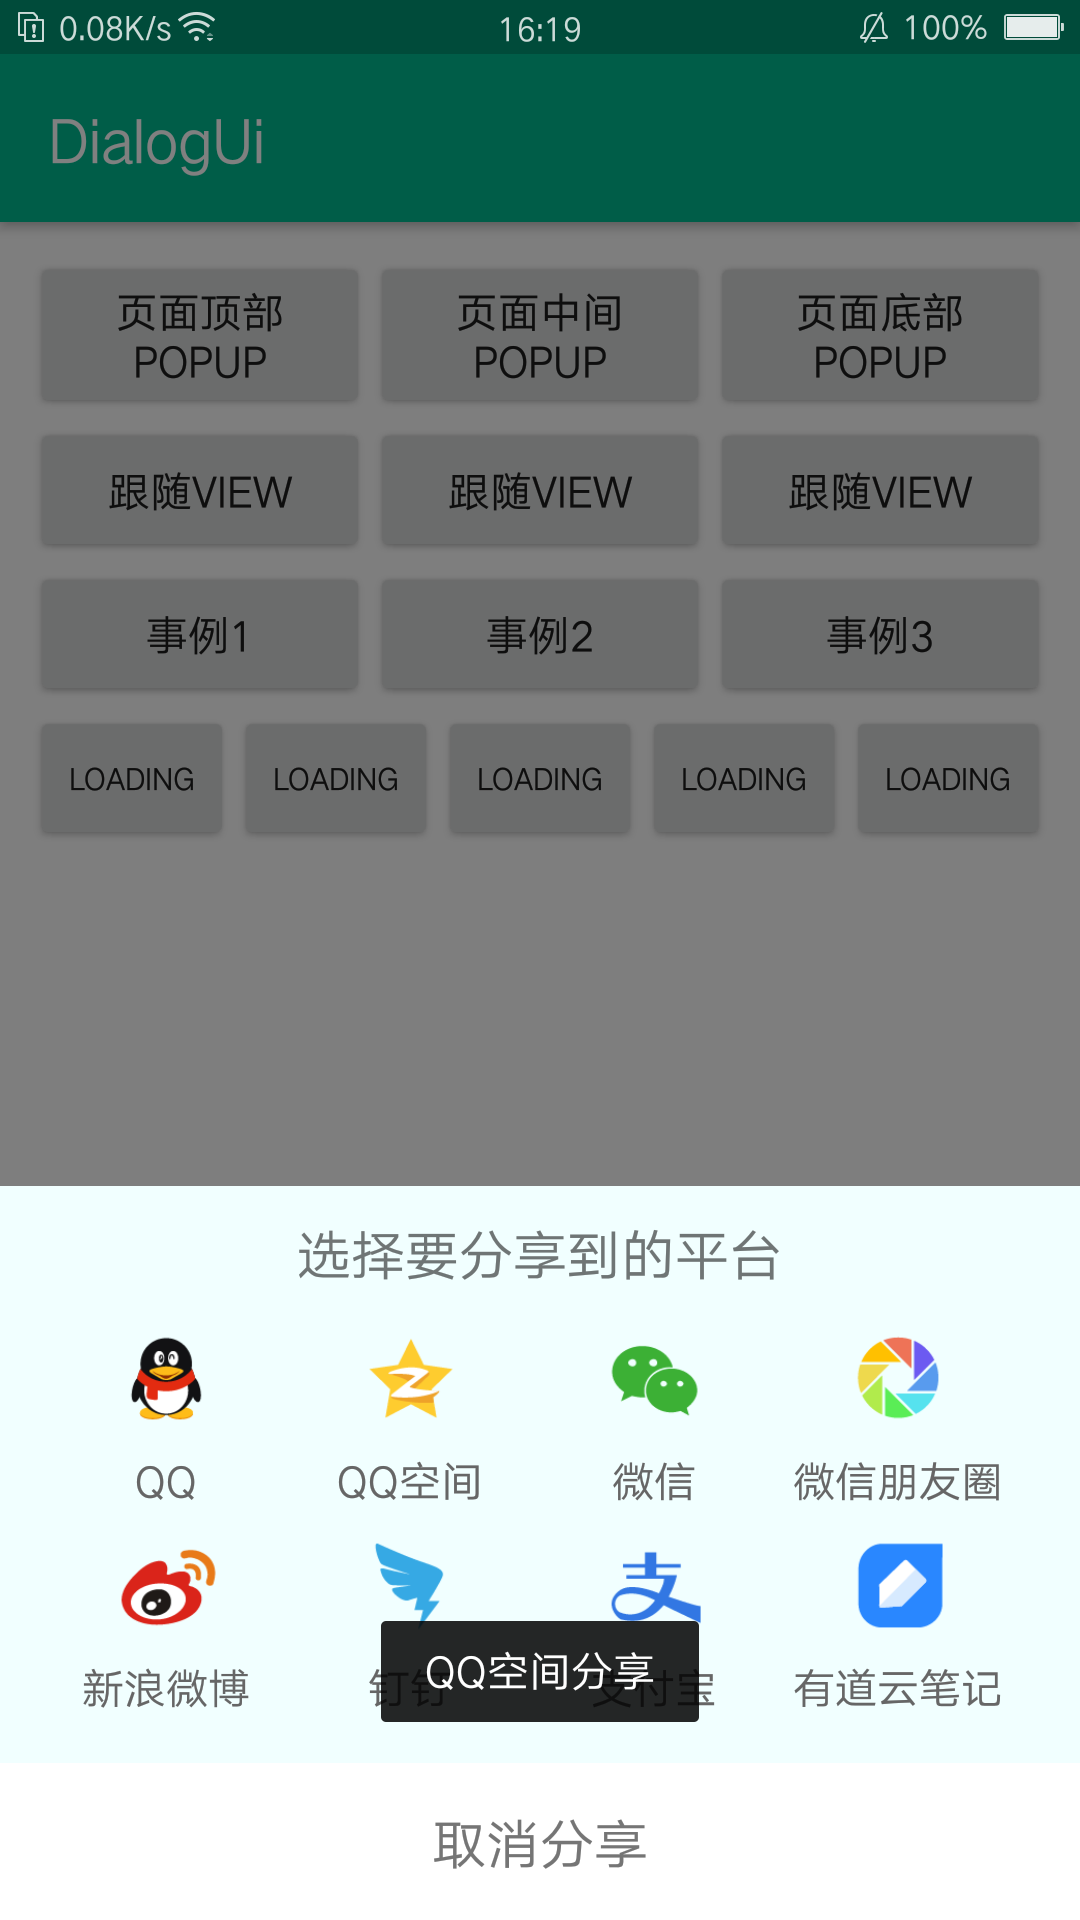 0.08K/s 16:19 100%
DialogUi
页面顶部 POPUP
页面中间 POPUP
页面底部 POPUP
跟随VIEW 跟随VIEW 跟随VIEW
事例1 事例2 事例3
LOADING LOADING LOADING LOADING LOADING
选择要分享到的平台
QQ QQ空间 微信 微信朋友圈
新浪微博 钉钉 支付宝 有道云笔记
QQ空间分享
取消分享